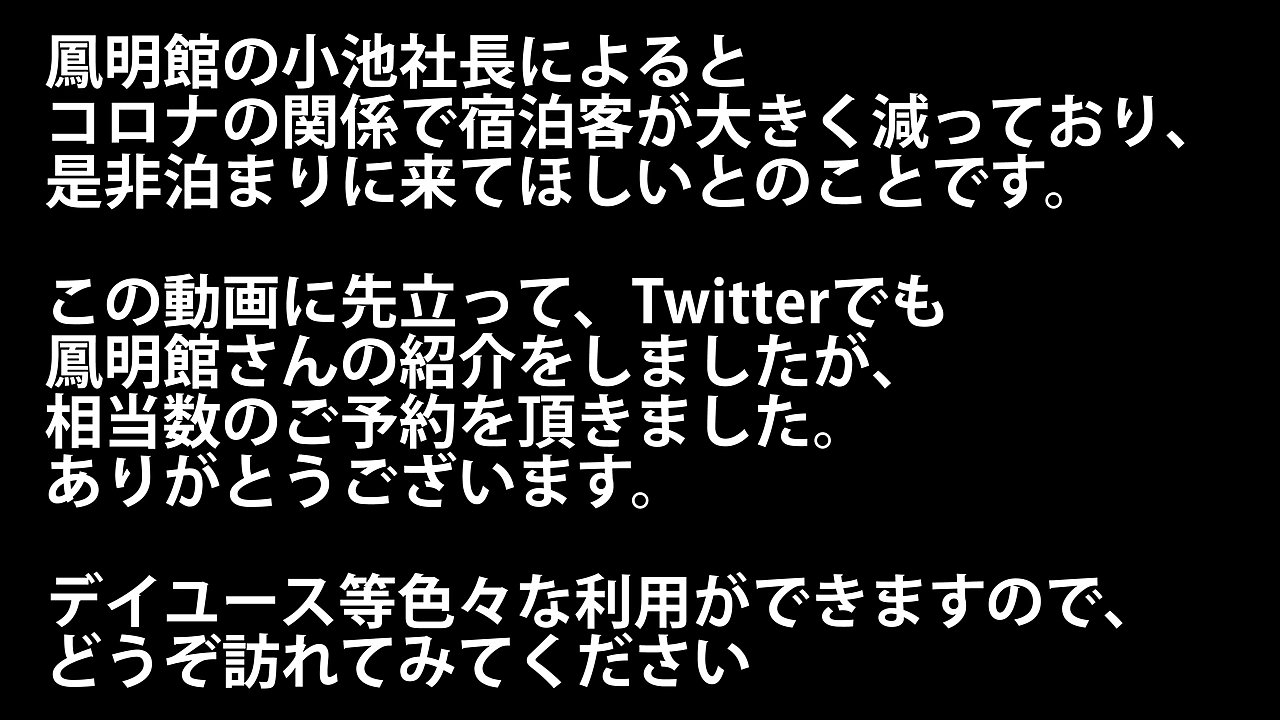 鳳明館の小池社長によると
コロナの関係で宿泊客が大きく減っており、
是非泊まりに来てほしいとのことです。
この動画に先立って、Twitterでも
鳳明館さんの紹介をしましたが、
相当数のご予約を頂きました。
ありがとうございます。
デイユース等色々な利用ができますので、
どうぞ訪れてみてください